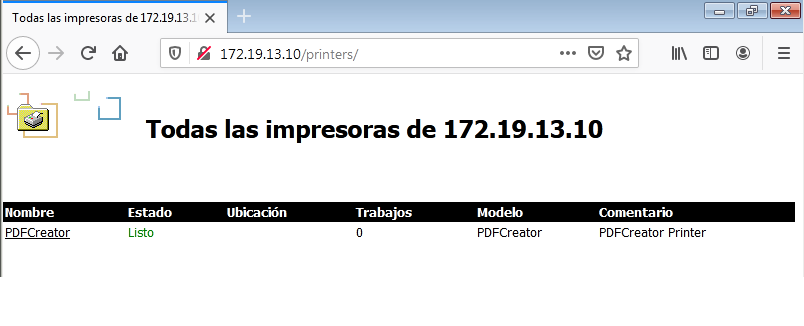 Todas las impresoras de 172.19.13.1
172.19.13.10/printers/
Todas las impresoras de 172.19.13.10
Nombre Estado Ubicación Trabajos Modelo Comentario
PDFCreator Listo 0 PDFCreator PDFCreator Printer